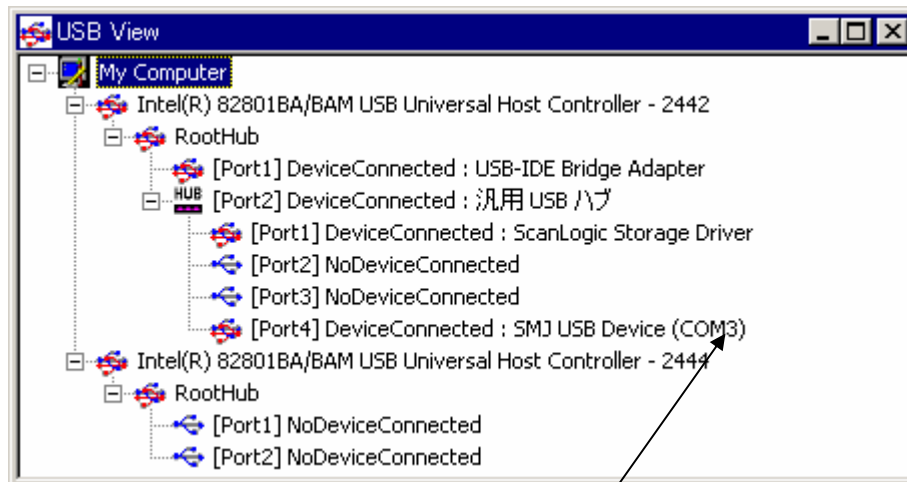 USB View
My Computer
Intel(R) 82801BA/BAM USB Universal Host Controller - 2442
RootHub
[Port1] DeviceConnected : USB-IDE Bridge Adapter
HUB [Port2] DeviceConnected : 汎用 USB ハブ
[Port1] DeviceConnected : ScanLogic Storage Driver
[Port2] NoDeviceConnected
[Port3] NoDeviceConnected
[Port4] DeviceConnected : SMJ USB Device (COM3)
Intel(R) 82801BA/BAM USB Universal Host Controller - 2444
RootHub
[Port1] NoDeviceConnected
[Port2] NoDeviceConnected